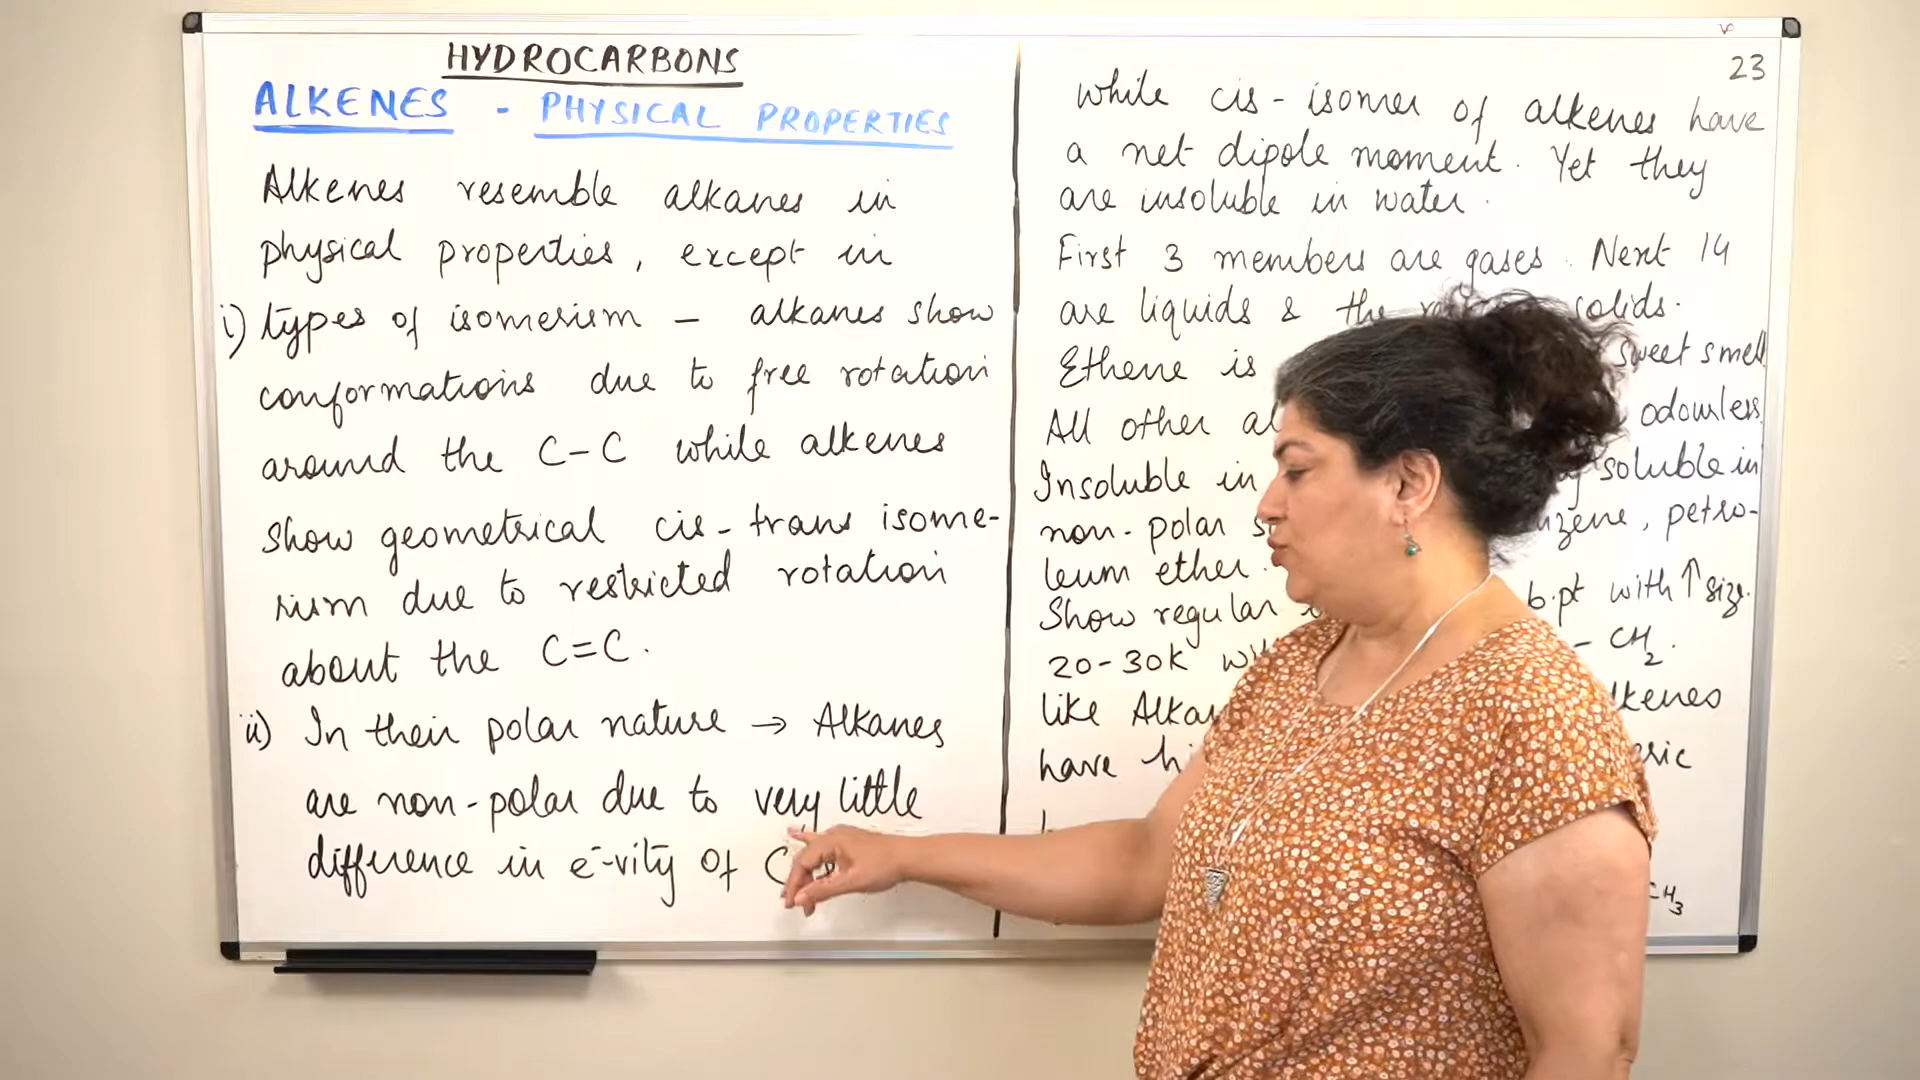 HYDROCARBONS
ALKENES - PHYSICAL PROPERTIES
Alkenes resemble alkanes in
physical properties, except in
i) types of isomerism - alkanes show
conformations due to free rotation
around the C-C while alkenes
show geometrical cis-trans isome-
rism due to restricted rotation
about the C=C.
ii) In their polar nature → Alkanes
are non-polar due to very little
difference in e⁻-vity of C
23
while cis-isomer of alkenes have
a net dipole moment. Yet they
are insoluble in water.
First 3 members are gases. Next 14
are liquids & the solids.
Ethene is sweet smell
All other odourless
Insoluble in soluble in
non-polar petro-
leum ether.
Show regular b.pt with ↑ size.
20-30K - CH₂.
like
have
CH₃